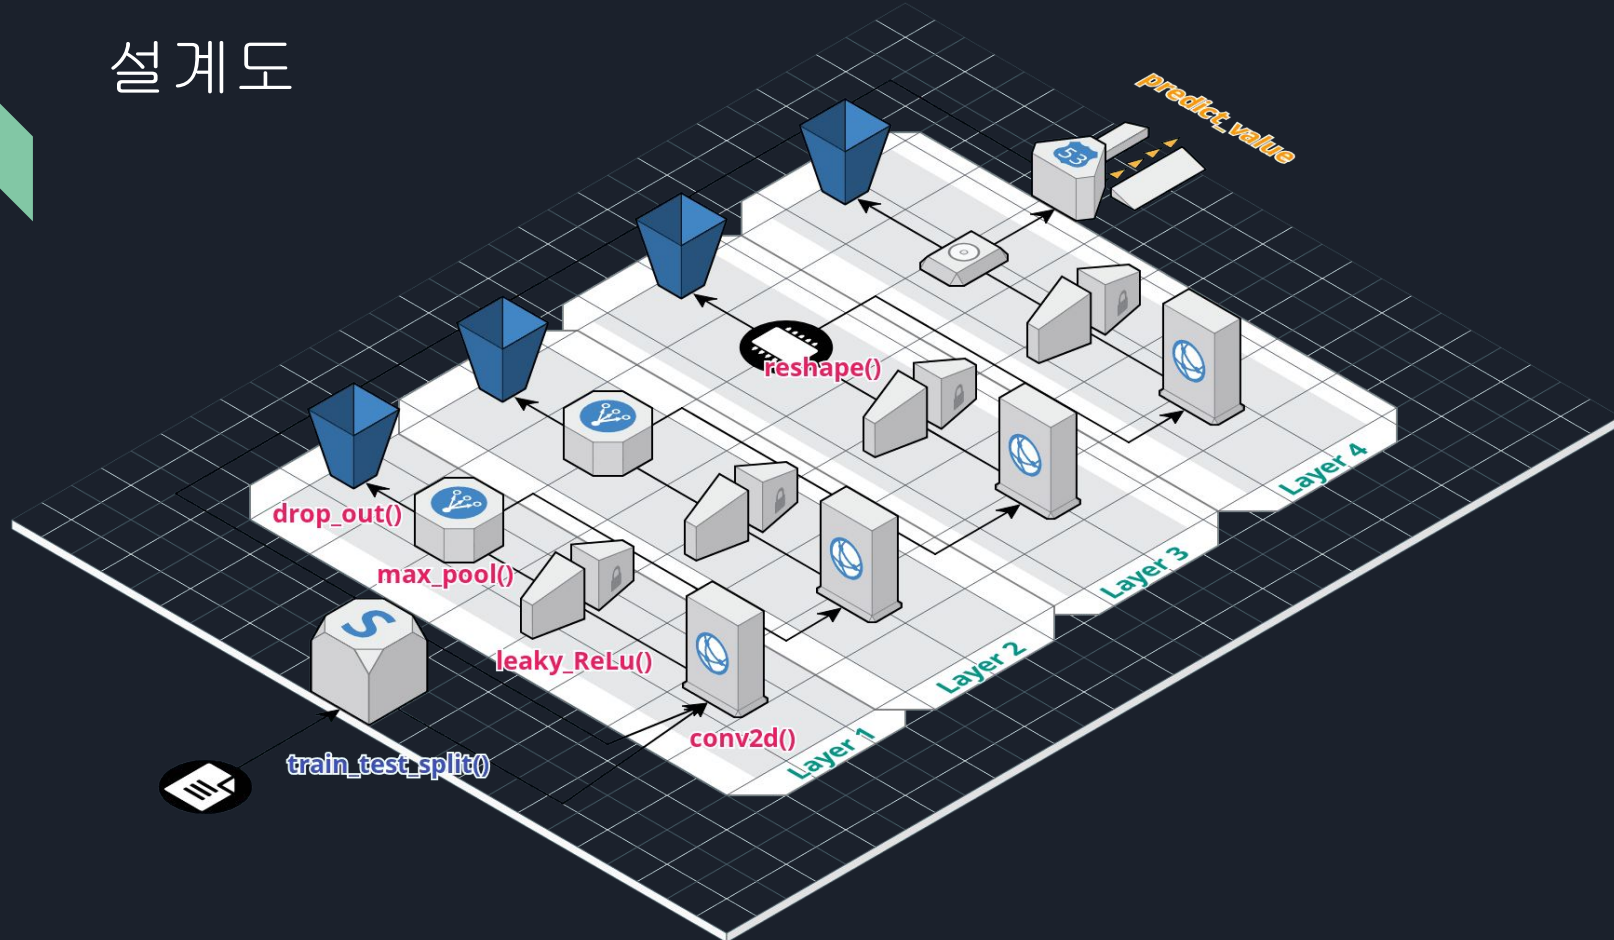 설계도
predict_value
53
reshape()
drop_out()
max_pool()
S
leaky_ReLu()
conv2d()
train_test_split()
Layer 1
Layer 2
Layer 3
Layer 4